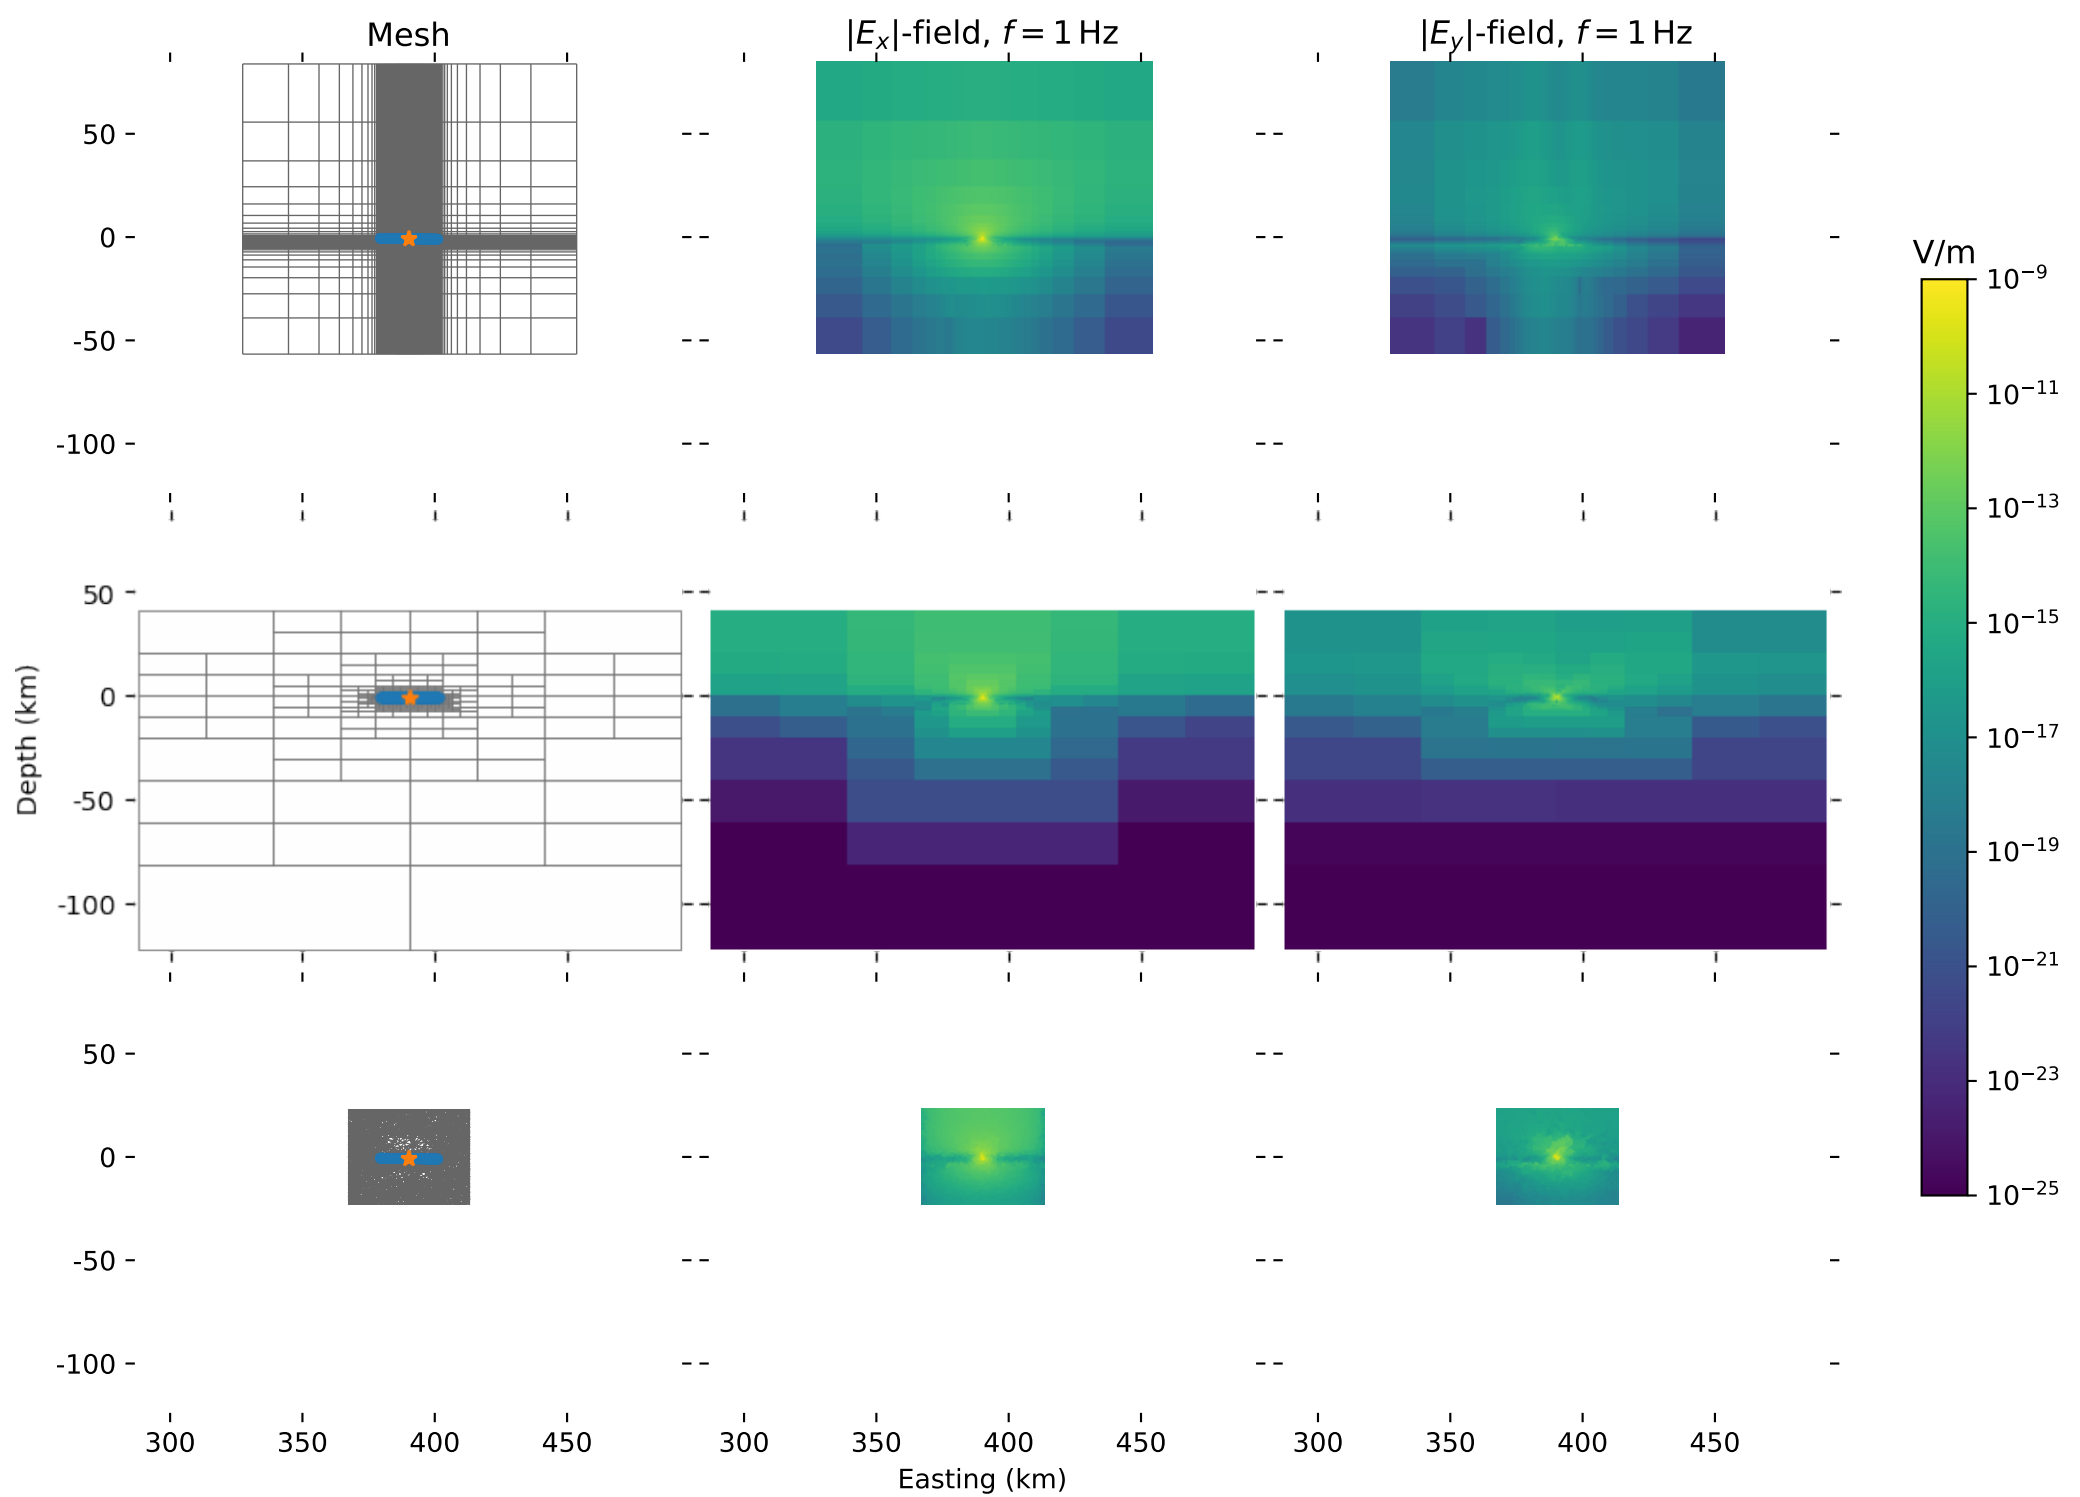 Mesh
|E_x|-field, f = 1 Hz
|E_y|-field, f = 1 Hz
50
0
-50
-100
V/m
10^{-9}
10^{-11}
10^{-13}
10^{-15}
10^{-17}
10^{-19}
10^{-21}
10^{-23}
10^{-25}
Depth (km)
50
0
-50
-100
50
0
-50
-100
300 350 400 450
300 350 400 450
300 350 400 450
Easting (km)